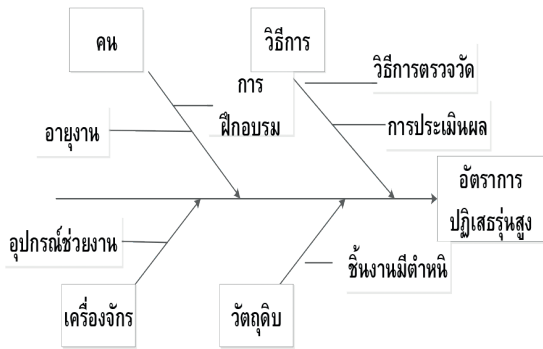 คน
วิธีการ
การ
ฝึกอบรม
วิธีการตรวจวัด
อายุงาน
การประเมินผล
อัตราการ
ปฏิเสธรุ่นสูง
อุปกรณ์ช่วยงาน
ชิ้นงานมีตำหนิ
เครื่องจักร
วัตถุดิบ